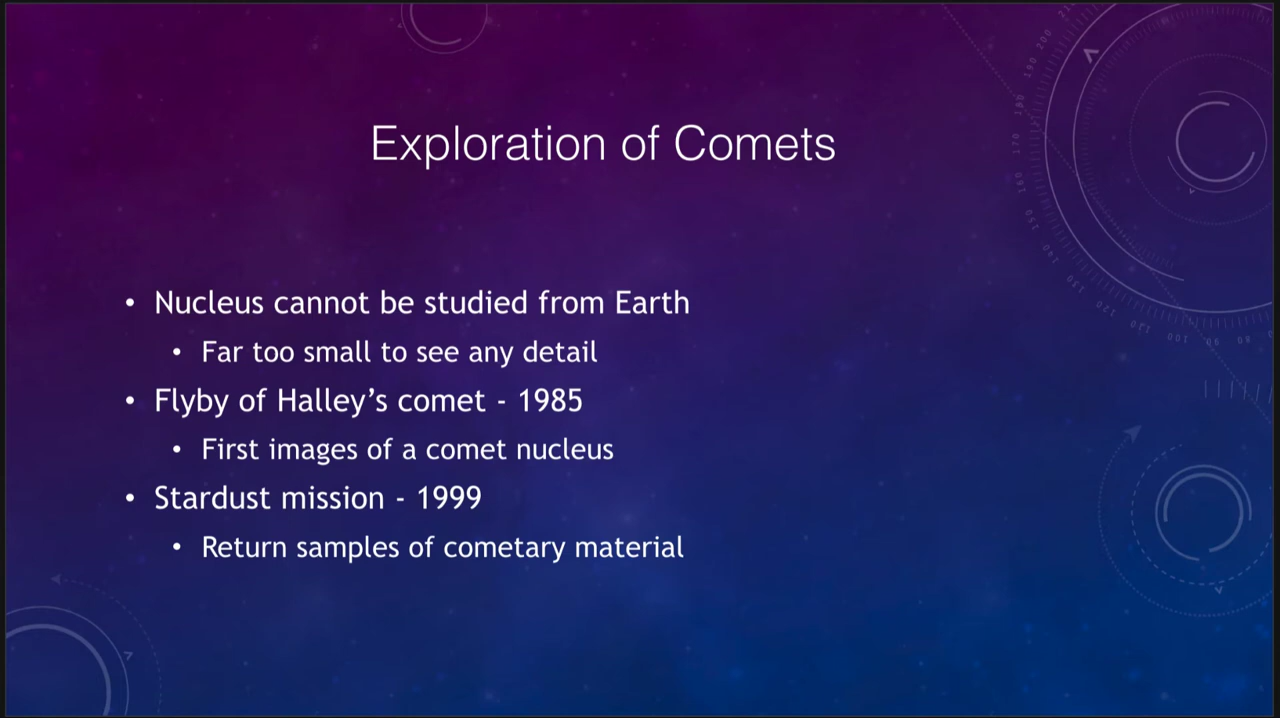 Exploration of Comets
• Nucleus cannot be studied from Earth
• Far too small to see any detail
• Flyby of Halley’s comet - 1985
• First images of a comet nucleus
• Stardust mission - 1999
• Return samples of cometary material